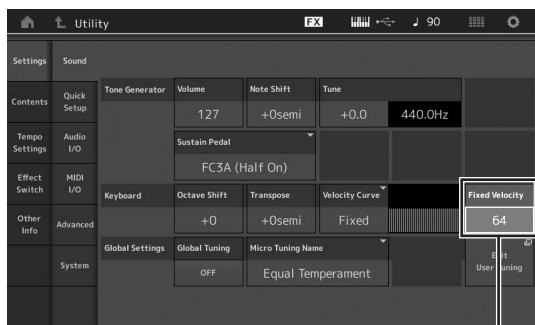 Utility
FX
♩ 90
Settings
Sound
Contents
Quick Setup
Tempo Settings
Audio I/O
Effect Switch
MIDI I/O
Other Info
Advanced
System
Tone Generator
Volume
127
Note Shift
+0semi
Tune
+0.0
440.0Hz
Sustain Pedal
FC3A (Half On)
Keyboard
Octave Shift
+0
Transpose
+0semi
Velocity Curve
Fixed
Fixed Velocity
64
Global Settings
Global Tuning
OFF
Micro Tuning Name
Equal Temperament
User